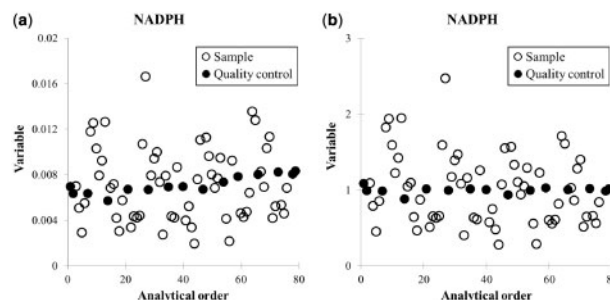 (a) NADPH
0.02
0.016
0.012
0.008
0.004
0
Variable
Sample
Quality control
0 20 40 60 80
Analytical order
(b) NADPH
3
2
1
0
Variable
Sample
Quality control
0 20 40 60 80
Analytical order